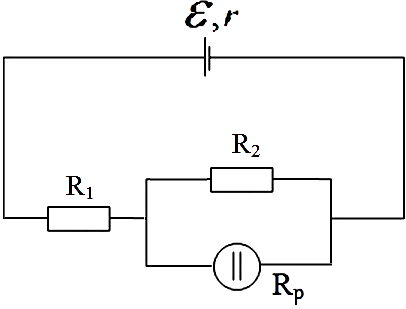 ℰ, r
R₂
R₁
Rₚ